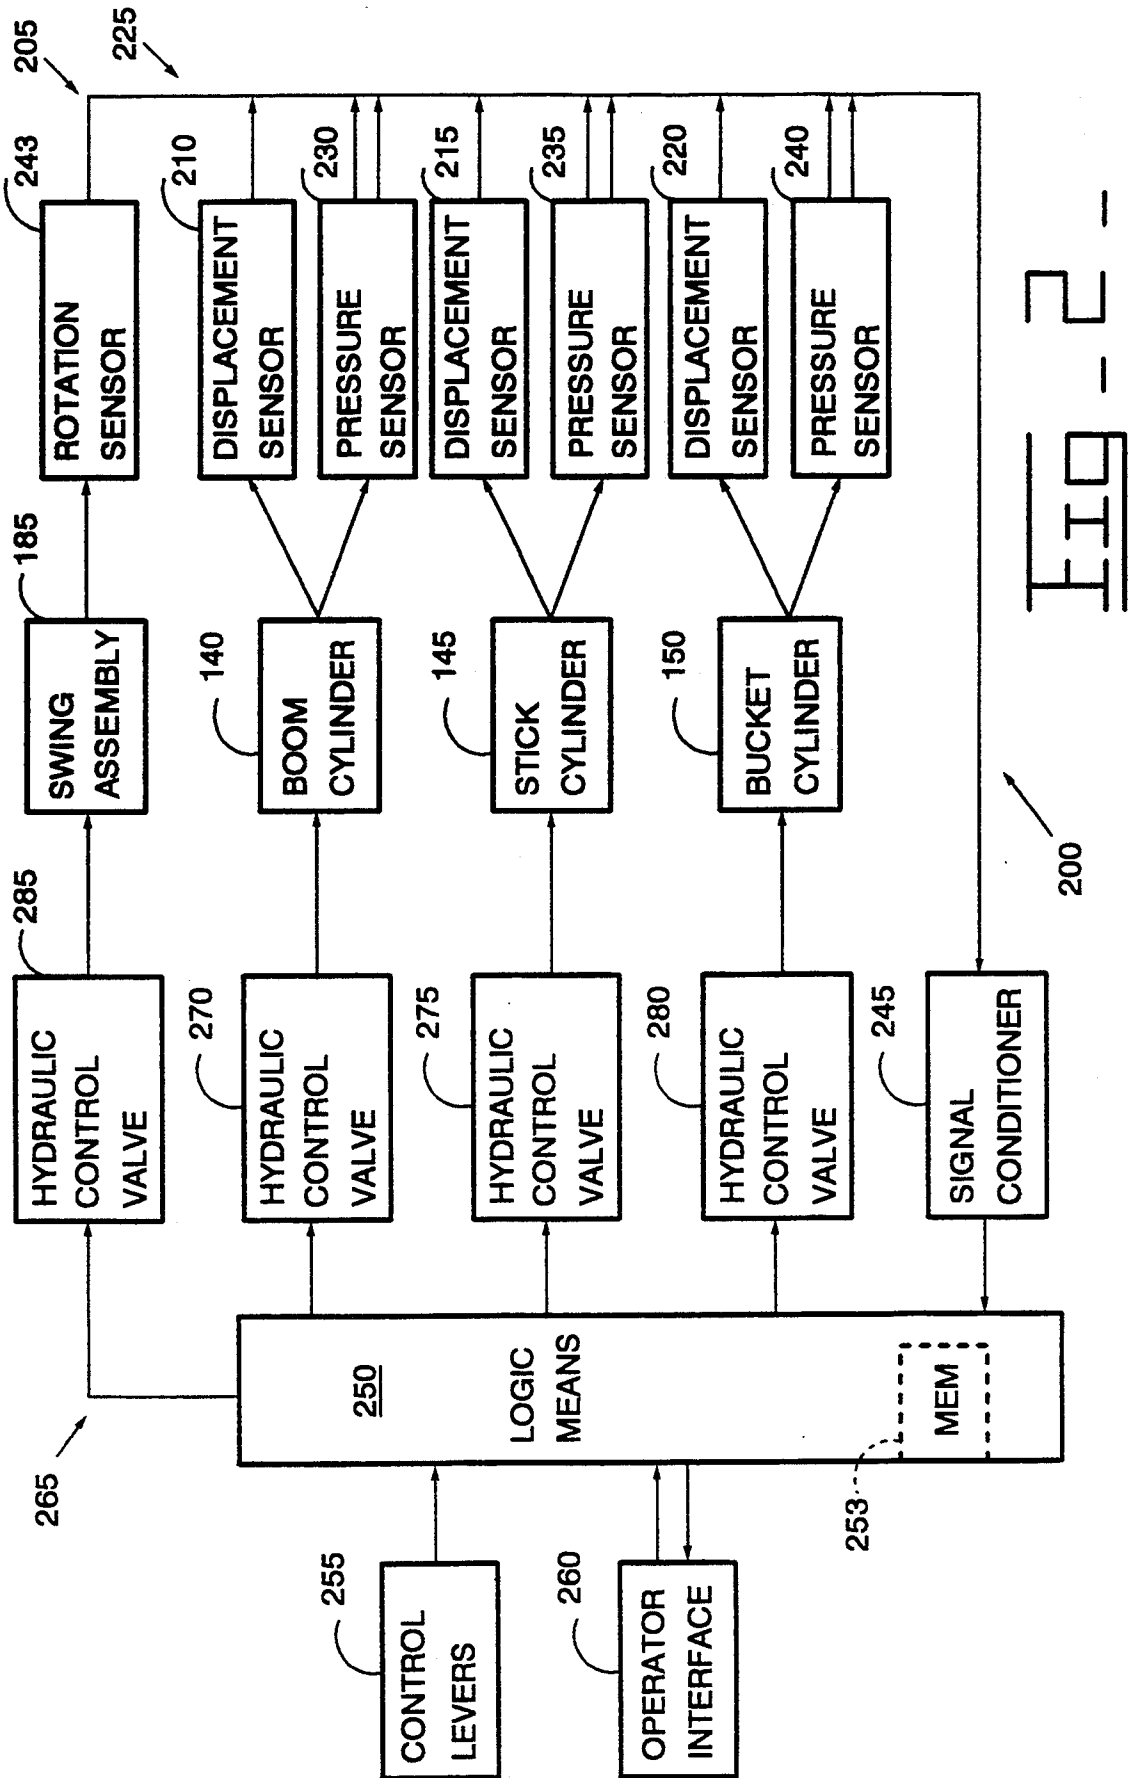 265
285
HYDRAULIC
CONTROL
VALVE
185
SWING
ASSEMBLY
243
ROTATION
SENSOR
205
225
270
HYDRAULIC
CONTROL
VALVE
140
BOOM
CYLINDER
210
DISPLACEMENT
SENSOR
230
PRESSURE
SENSOR
255
CONTROL
LEVERS
250
LOGIC
MEANS
275
HYDRAULIC
CONTROL
VALVE
145
STICK
CYLINDER
215
DISPLACEMENT
SENSOR
235
PRESSURE
SENSOR
260
OPERATOR
INTERFACE
280
HYDRAULIC
CONTROL
VALVE
150
BUCKET
CYLINDER
220
DISPLACEMENT
SENSOR
240
PRESSURE
SENSOR
253
MEM
245
SIGNAL
CONDITIONER
200
Fig - 2 -